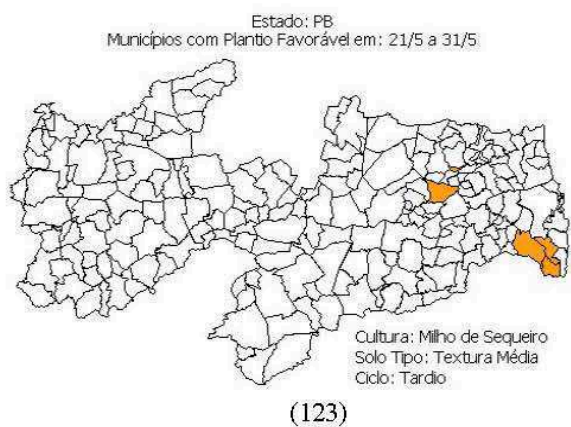 Estado: PB
Municípios com Plantio Favorável em: 21/5 a 31/5
Cultura: Milho de Sequeiro
Solo Tipo: Textura Média
Ciclo: Tardio
(123)